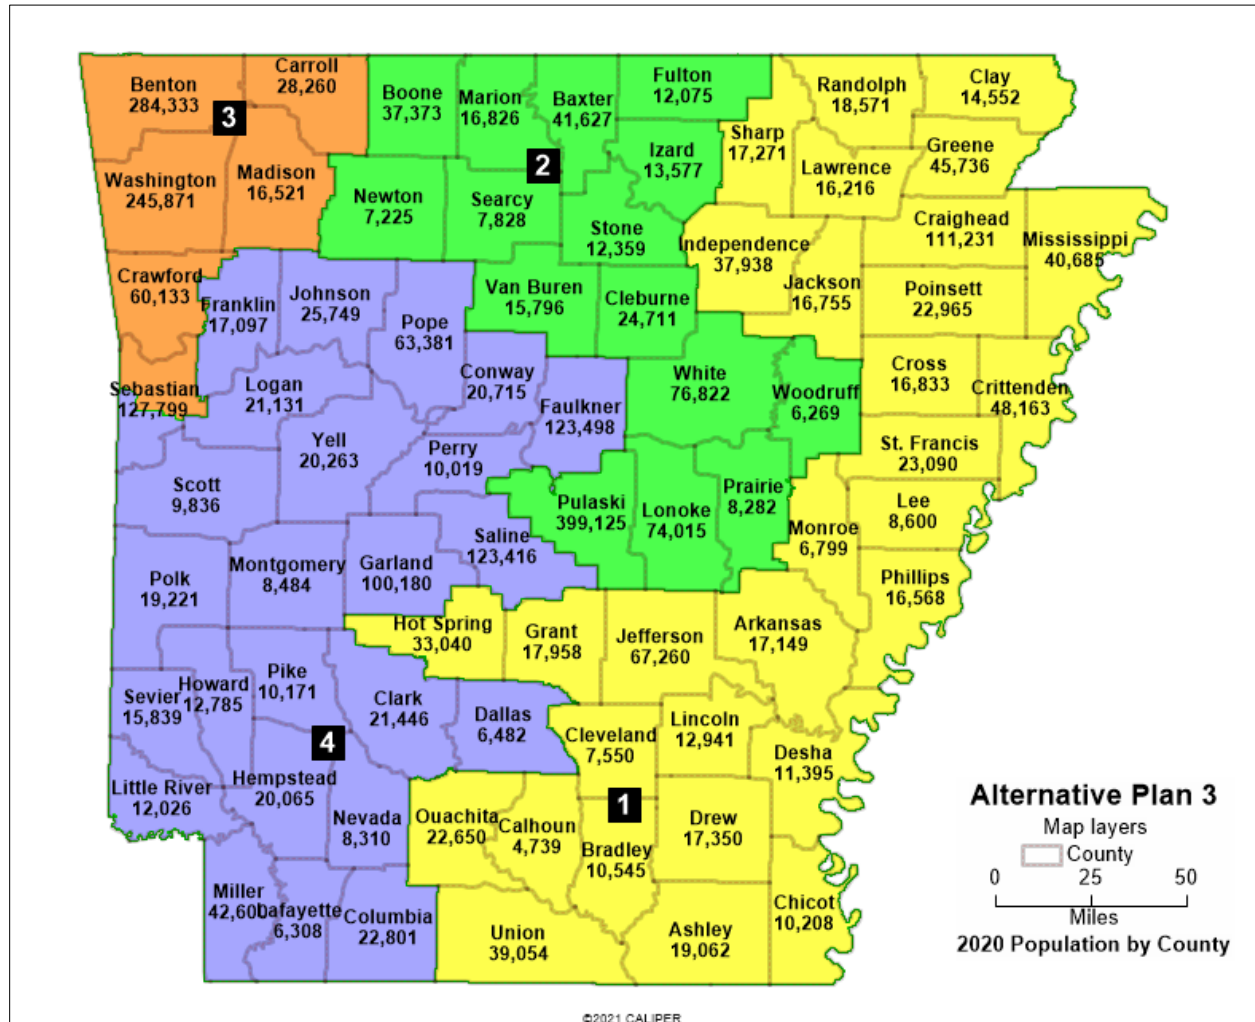 Benton
284,333
Carroll
28,260
3
Washington
245,871
Madison
16,521
Crawford
60,133
Sebastian
127,799
Boone
37,373
Marion
16,826
Baxter
41,627
Fulton
12,075
2
Izard
13,577
Newton
7,225
Searcy
7,828
Stone
12,359
Van Buren
15,796
Cleburne
24,711
White
76,822
Woodruff
6,269
Pulaski
399,125
Lonoke
74,015
Prairie
8,282
Randolph
18,571
Clay
14,552
Sharp
17,271
Lawrence
16,216
Greene
45,736
Independence
37,938
Jackson
16,755
Craighead
111,231
Mississippi
40,685
Poinsett
22,965
Cross
16,833
Crittenden
48,163
St. Francis
23,090
Lee
8,600
Monroe
6,799
Phillips
16,568
Franklin
17,097
Johnson
25,749
Pope
63,381
Logan
21,131
Conway
20,715
Faulkner
123,498
Yell
20,263
Perry
10,019
Scott
9,836
Saline
123,416
Polk
19,221
Montgomery
8,484
Garland
100,180
Hot Spring
33,040
Grant
17,958
Jefferson
67,260
Arkansas
17,149
Sevier
15,839
Howard
12,785
Pike
10,171
Clark
21,446
Dallas
6,482
4
Cleveland
7,550
Lincoln
12,941
Desha
11,395
Little River
12,026
Hempstead
20,065
Nevada
8,310
Ouachita
22,650
Calhoun
4,739
1
Bradley
10,545
Drew
17,350
Miller
42,600
Lafayette
6,308
Columbia
22,801
Union
39,054
Ashley
19,062
Chicot
10,208
Alternative Plan 3
Map layers
County
0 25 50
Miles
2020 Population by County
©2021 CALIPER